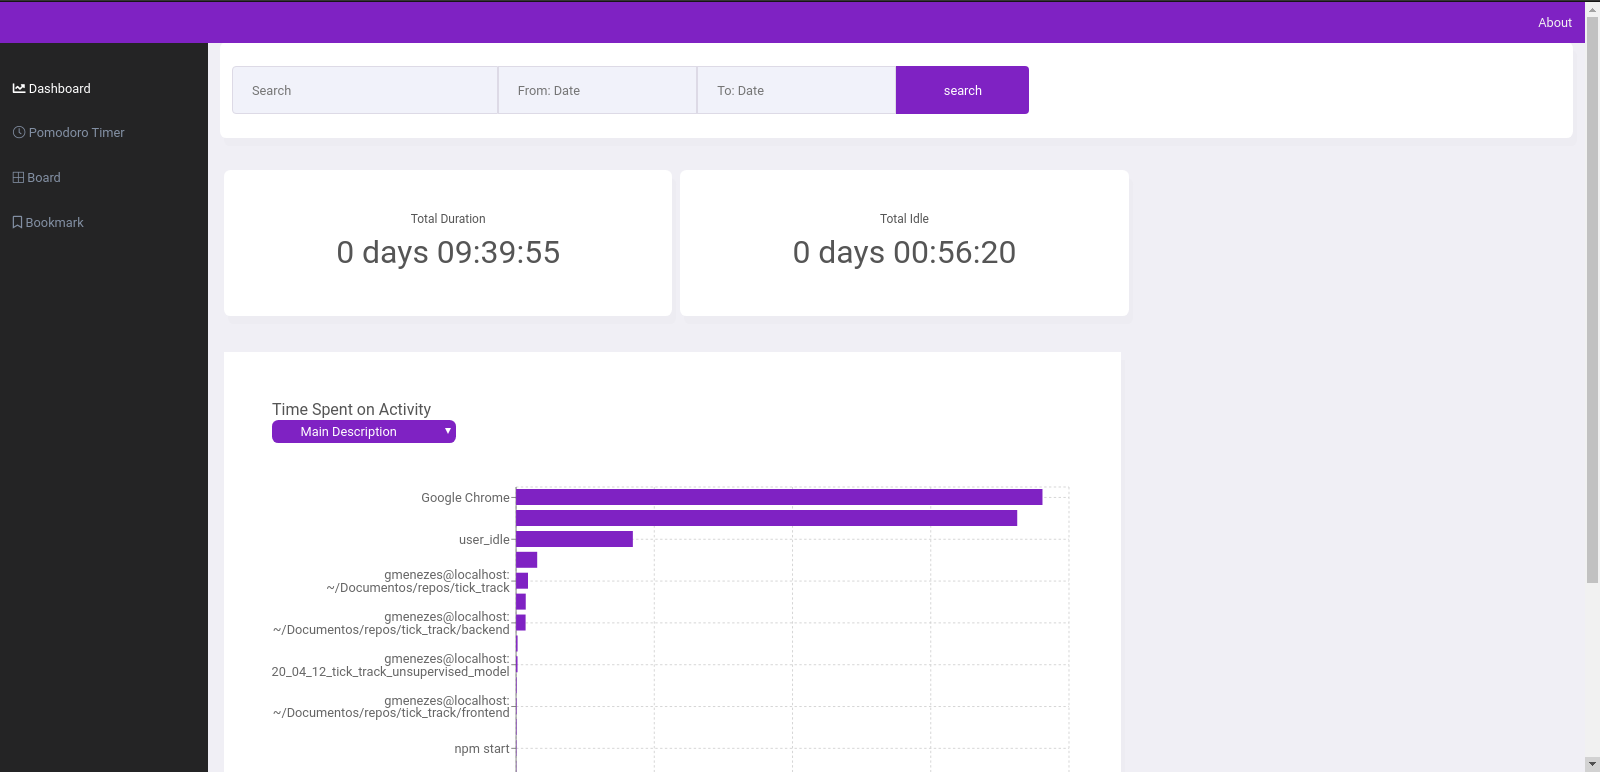 About
Dashboard
Pomodoro Timer
Board
Bookmark
Search
From: Date
To: Date
search
Total Duration
0 days 09:39:55
Total Idle
0 days 00:56:20
Time Spent on Activity
Main Description
Google Chrome
user_idle
gmenezes@localhost:
~/Documentos/repos/tick_track
gmenezes@localhost:
~/Documentos/repos/tick_track/backend
gmenezes@localhost:
20_04_12_tick_track_unsupervised_model
gmenezes@localhost:
~/Documentos/repos/tick_track/frontend
npm start